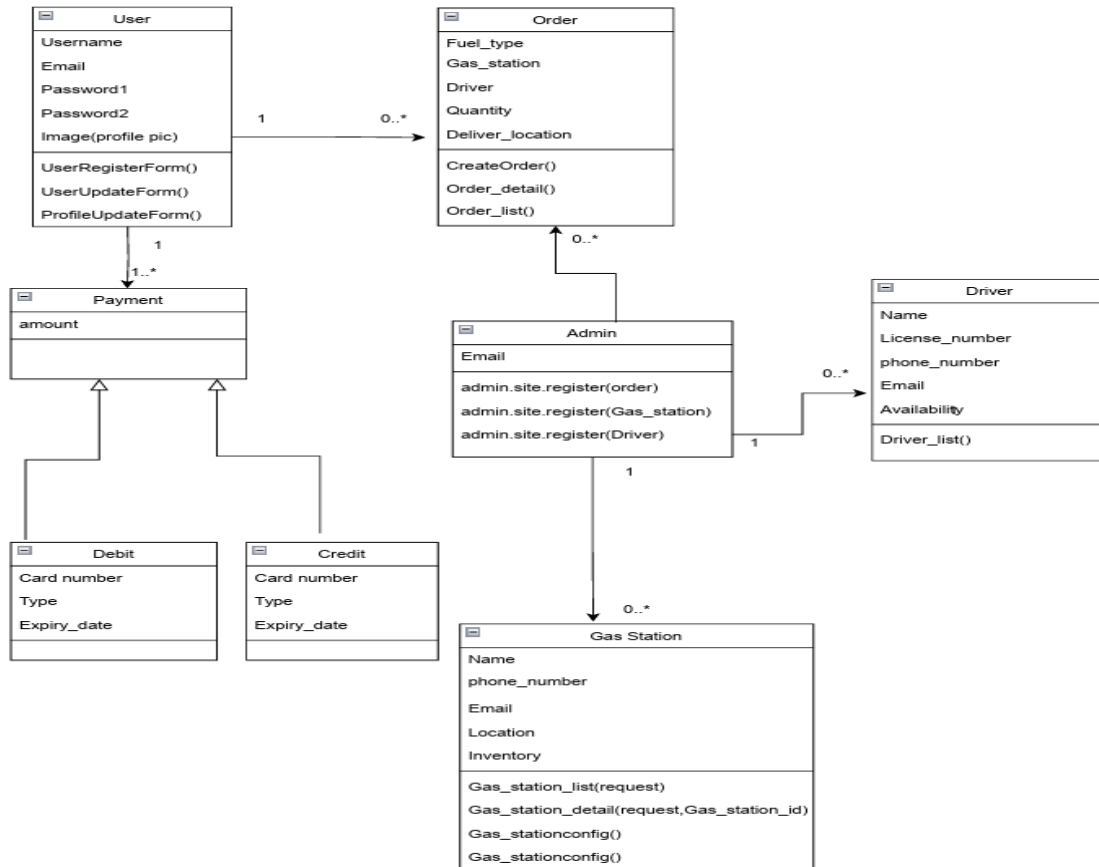 User
Username
Email
Password1
Password2
Image(profile pic)
UserRegisterForm()
UserUpdateForm()
ProfileUpdateForm()
1
0..*
Order
Fuel_type
Gas_station
Driver
Quantity
Deliver_location
CreateOrder()
Order_detail()
Order_list()
1
1..*
Payment
amount
0..*
Admin
Email
admin.site.register(order)
admin.site.register(Gas_station)
admin.site.register(Driver)
1
0..*
Driver
Name
License_number
phone_number
Email
Availability
Driver_list()
Debit
Card number
Type
Expiry_date
Credit
Card number
Type
Expiry_date
1
0..*
Gas Station
Name
phone_number
Email
Location
Inventory
Gas_station_list(request)
Gas_station_detail(request,Gas_station_id)
Gas_stationconfig()
Gas_stationconfig()